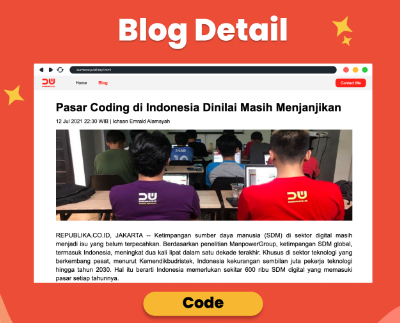 Blog Detail
Home Blog Contact Me
Pasar Coding di Indonesia Dinilai Masih Menjanjikan
12 Jul 2021 22:30 WIB | Ichsan Emrald Alamsyah
REPUBLIKA.CO.ID, JAKARTA -- Ketimpangan sumber daya manusia (SDM) di sektor digital masih
menjadi isu yang belum terpecahkan. Berdasarkan penelitian ManpowerGroup, ketimpangan SDM global,
termasuk Indonesia, meningkat dua kali lipat dalam satu dekade terakhir. Khusus di sektor teknologi yang
berkembang pesat, menurut Kemendikbudristek, Indonesia kekurangan sembilan juta pekerja teknologi
hingga tahun 2030. Hal itu berarti Indonesia memerlukan sekitar 600 ribu SDM digital yang memasuki
pasar setiap tahunnya.
Code